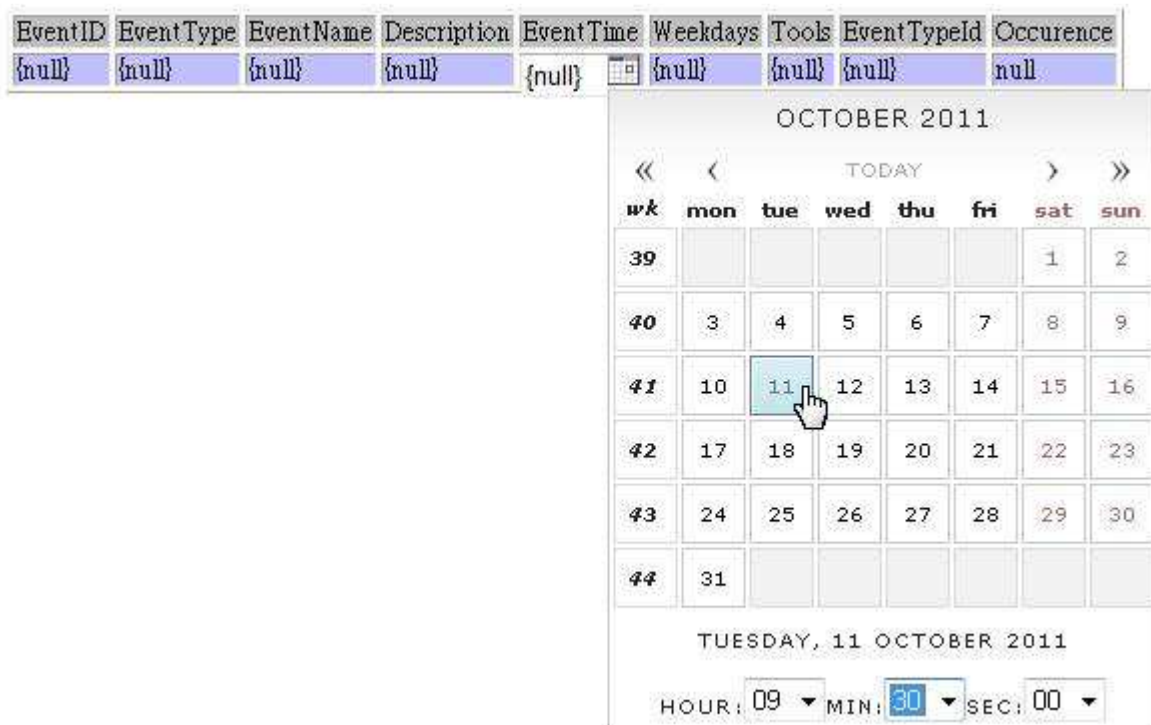 EventID EventType EventName Description EventTime Weekdays Tools EventTypeId Occurence
{null} {null} {null} {null} {null} {null} {null} {null} null
OCTOBER 2011
« ‹ TODAY › »
wk mon tue wed thu fri sat sun
39 1 2
40 3 4 5 6 7 8 9
41 10 11 12 13 14 15 16
42 17 18 19 20 21 22 23
43 24 25 26 27 28 29 30
44 31
TUESDAY, 11 OCTOBER 2011
HOUR: 09 MIN: 30 SEC: 00